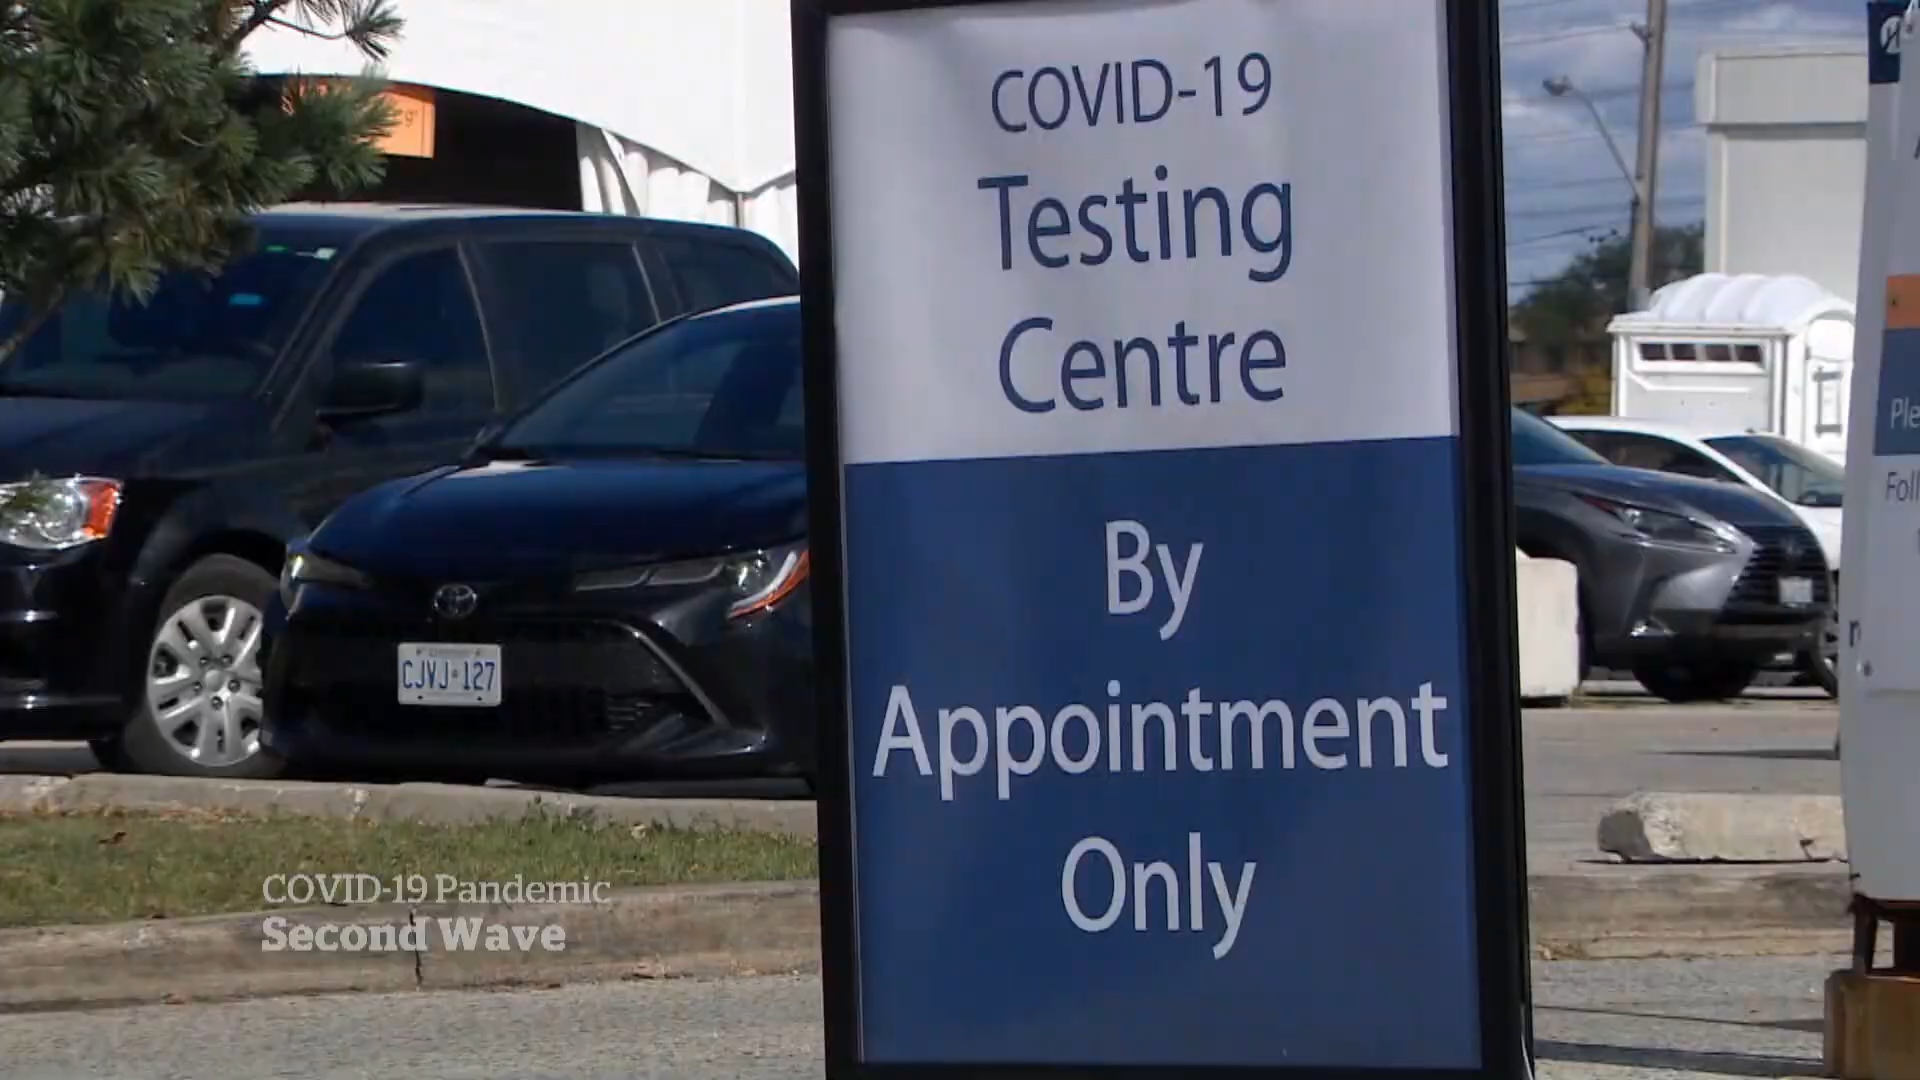 COVID-19
Testing
Centre
By
Appointment
Only
CJVJ 127
COVID-19 Pandemic
Second Wave